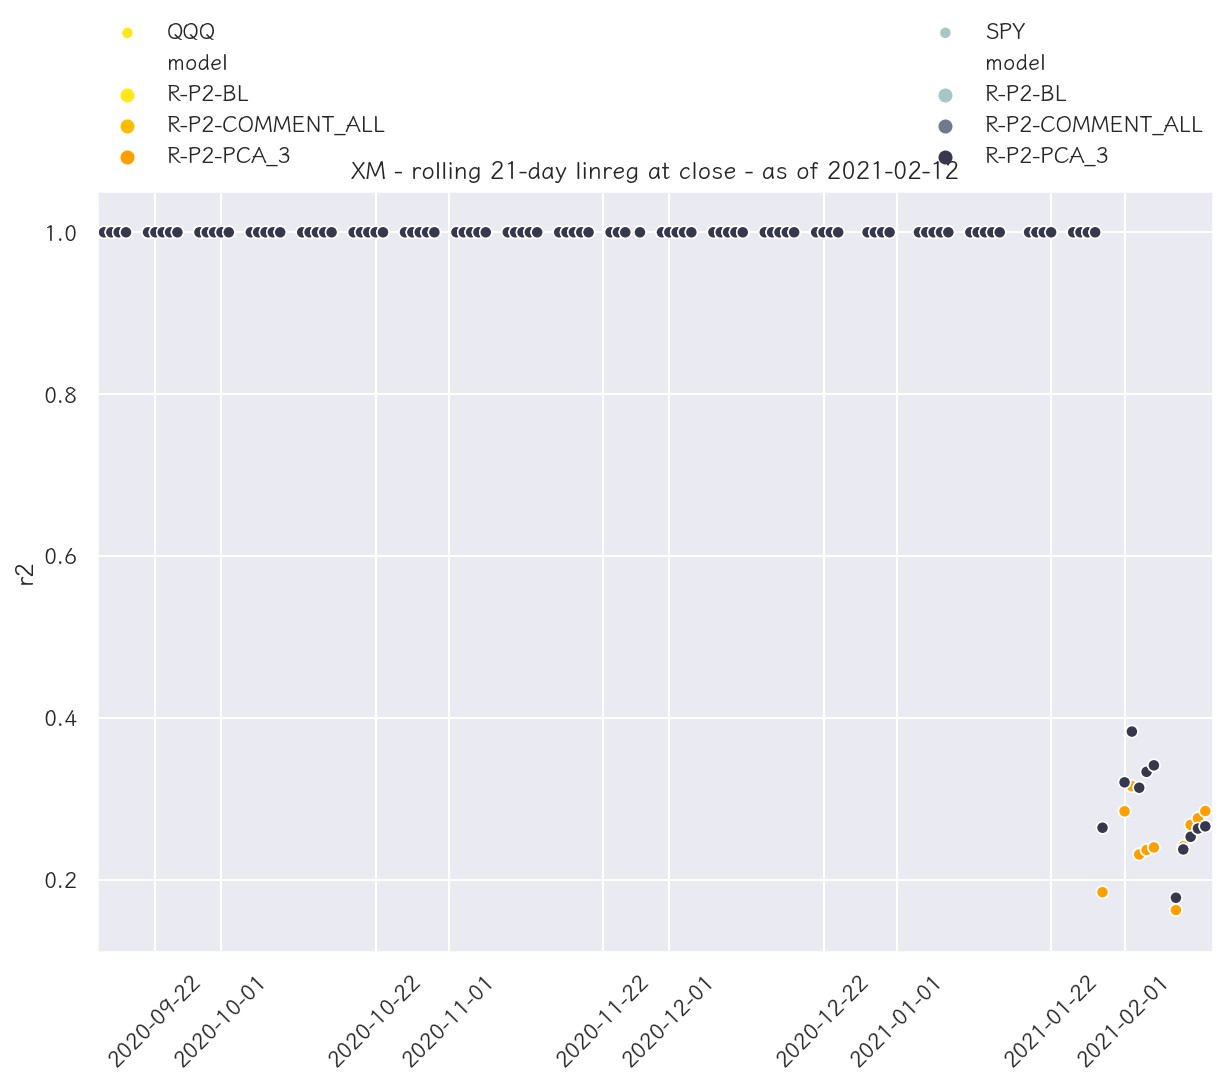 QQQ
model
R-P2-BL
R-P2-COMMENT_ALL
R-P2-PCA_3
SPY
model
R-P2-BL
R-P2-COMMENT_ALL
R-P2-PCA_3
XM - rolling 21-day linreg at close - as of 2021-02-12
r2
1.0
0.8
0.6
0.4
0.2
2020-09-22
2020-10-01
2020-10-22
2020-11-01
2020-11-22
2020-12-01
2020-12-22
2021-01-01
2021-01-22
2021-02-01